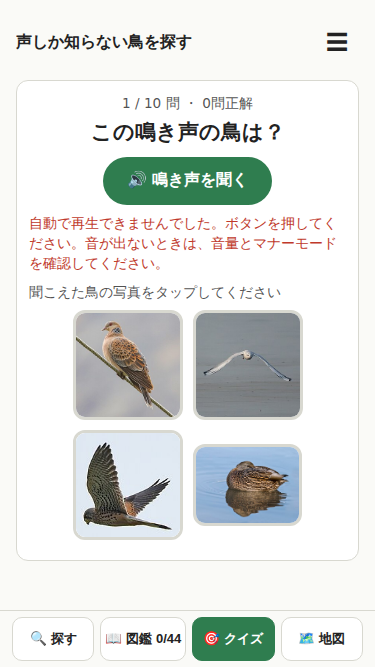 声しか知らない鳥を探す
1 / 10 問 ・ 0問正解
この鳴き声の鳥は？
🔊 鳴き声を聞く
自動で再生できませんでした。ボタンを押してく
ださい。音が出ないときは、音量とマナーモード
を確認してください。
聞こえた鳥の写真をタップしてください
🔍 探す
📖 図鑑 0/44
🎯 クイズ
🗺️ 地図